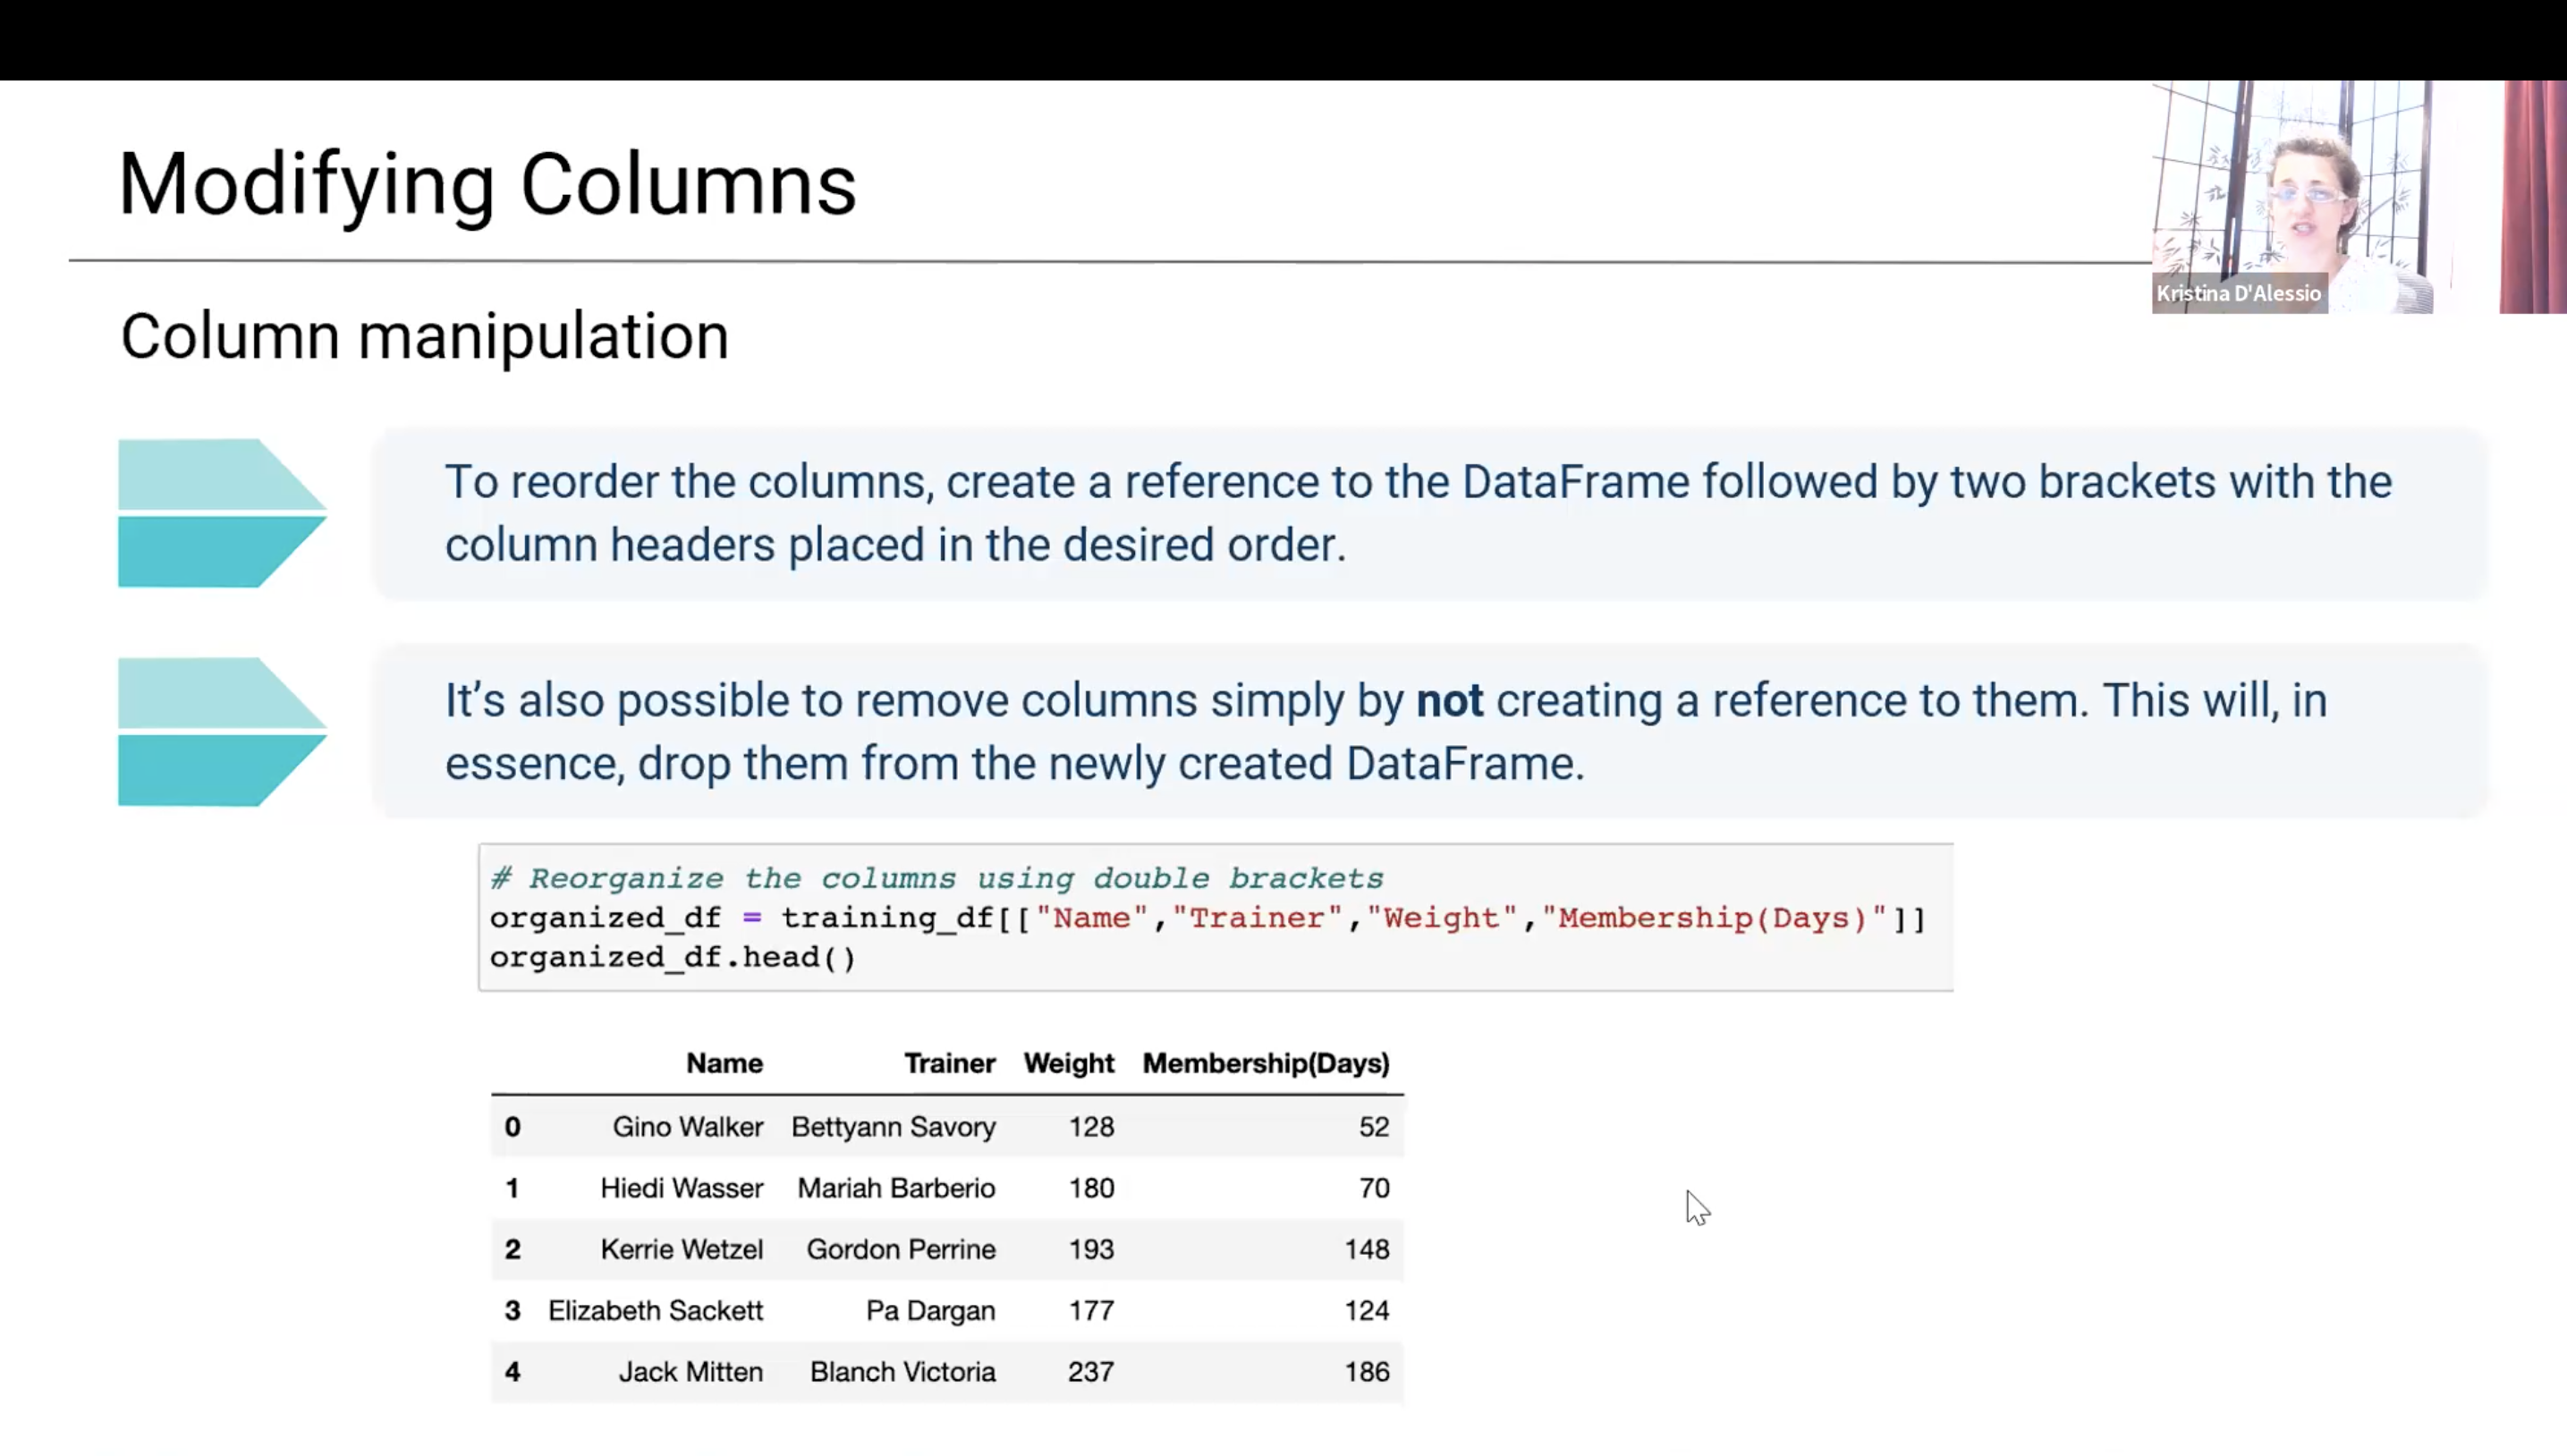 Modifying Columns
Kristina D'Alessio
Column manipulation
To reorder the columns, create a reference to the DataFrame followed by two brackets with the
column headers placed in the desired order.
It’s also possible to remove columns simply by not creating a reference to them. This will, in
essence, drop them from the newly created DataFrame.
# Reorganize the columns using double brackets
organized_df = training_df[["Name","Trainer","Weight","Membership(Days)"]]
organized_df.head()
Name Trainer Weight Membership(Days)
0 Gino Walker Bettyann Savory 128 52
1 Hiedi Wasser Mariah Barberio 180 70
2 Kerrie Wetzel Gordon Perrine 193 148
3 Elizabeth Sackett Pa Dargan 177 124
4 Jack Mitten Blanch Victoria 237 186